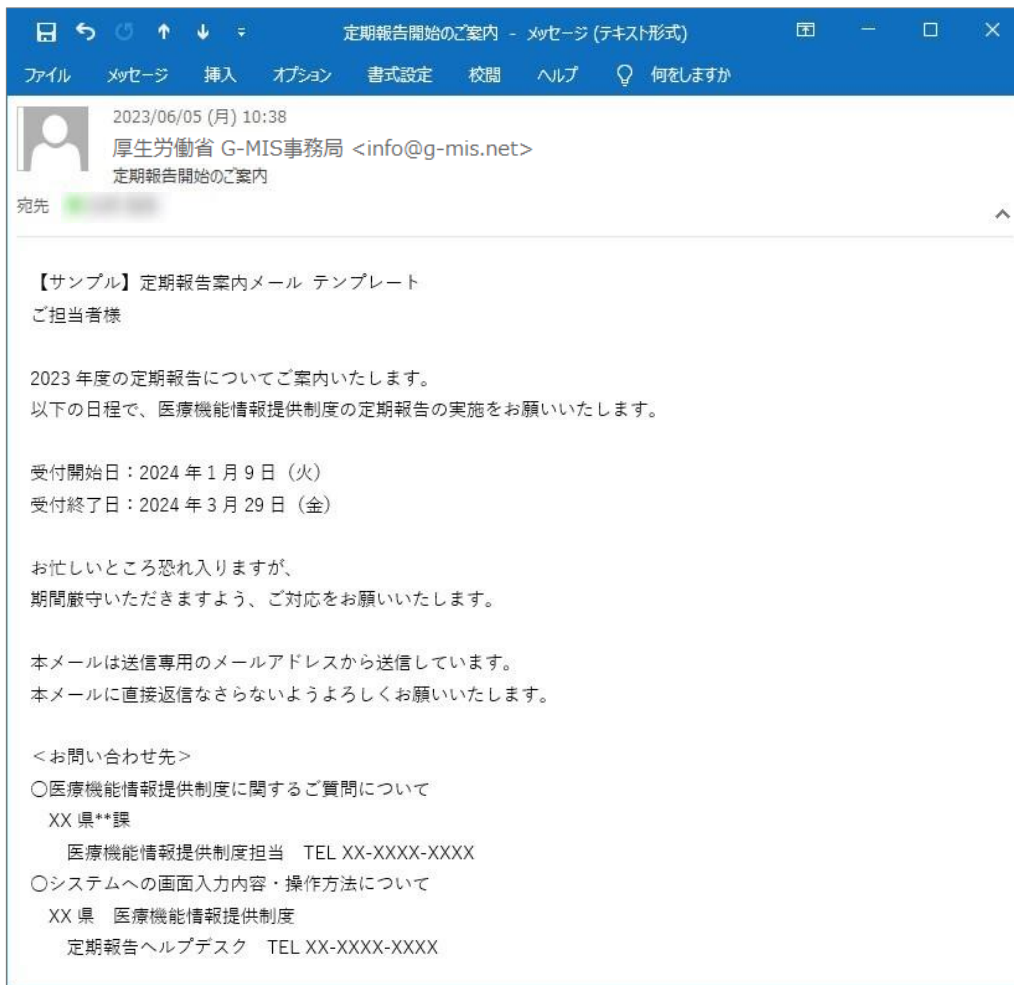 定期報告開始のご案内 - メッセージ (テキスト形式)
ファイル メッセージ 挿入 オプション 書式設定 校閲 ヘルプ 何をしますか
2023/06/05 (月) 10:38
厚生労働省 G-MIS事務局 <info@g-mis.net>
定期報告開始のご案内
宛先
【サンプル】定期報告案内メール テンプレート
ご担当者様
2023 年度の定期報告についてご案内いたします。
以下の日程で、医療機能情報提供制度の定期報告の実施をお願いいたします。
受付開始日：2024 年 1 月 9 日（火）
受付終了日：2024 年 3 月 29 日（金）
お忙しいところ恐れ入りますが、
期間厳守いただきますよう、ご対応をお願いいたします。
本メールは送信専用のメールアドレスから送信しています。
本メールに直接返信なさらないようよろしくお願いいたします。
＜お問い合わせ先＞
○医療機能情報提供制度に関するご質問について
XX 県**課
医療機能情報提供制度担当 TEL XX-XXXX-XXXX
○システムへの画面入力内容・操作方法について
XX 県 医療機能情報提供制度
定期報告ヘルプデスク TEL XX-XXXX-XXXX